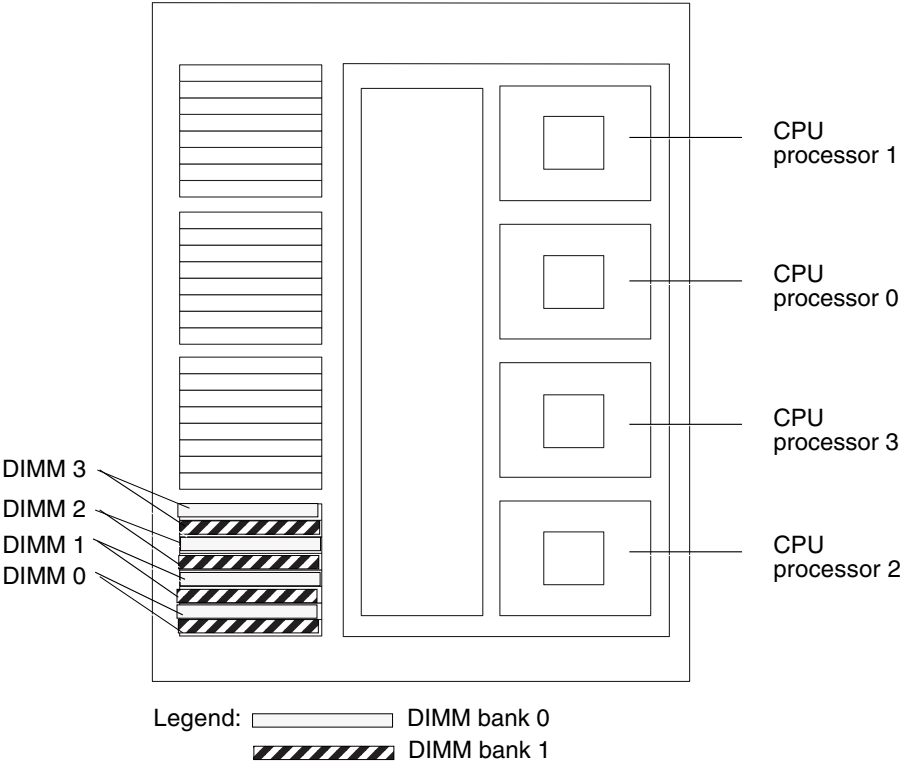 CPU
processor 1
CPU
processor 0
CPU
processor 3
DIMM 3
DIMM 2
DIMM 1
DIMM 0
CPU
processor 2
Legend:
DIMM bank 0
DIMM bank 1